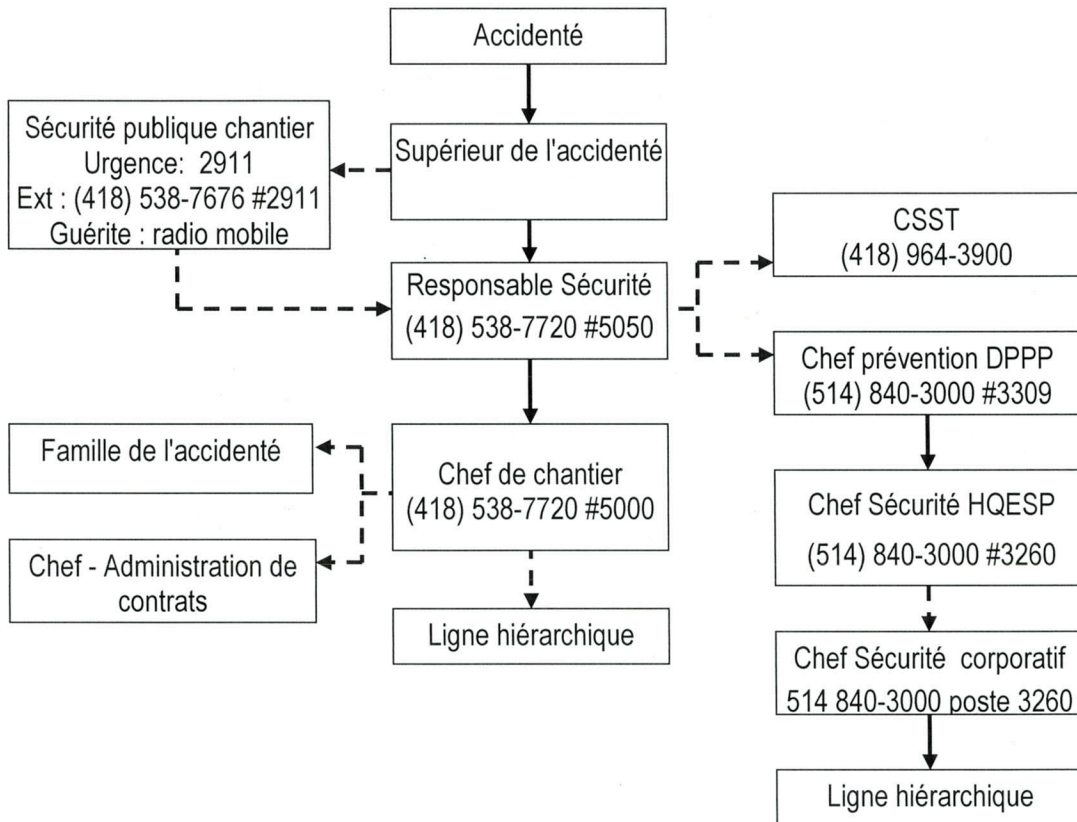 Accidenté
Sécurité publique chantier
Urgence: 2911
Ext : (418) 538-7676 #2911
Guérite : radio mobile
Supérieur de l'accidenté
CSST
(418) 964-3900
Responsable Sécurité
(418) 538-7720 #5050
Chef prévention DPPP
(514) 840-3000 #3309
Famille de l'accidenté
Chef de chantier
(418) 538-7720 #5000
Chef Sécurité HQESP
(514) 840-3000 #3260
Chef - Administration de
contrats
Ligne hiérarchique
Chef Sécurité corporatif
514 840-3000 poste 3260
Ligne hiérarchique